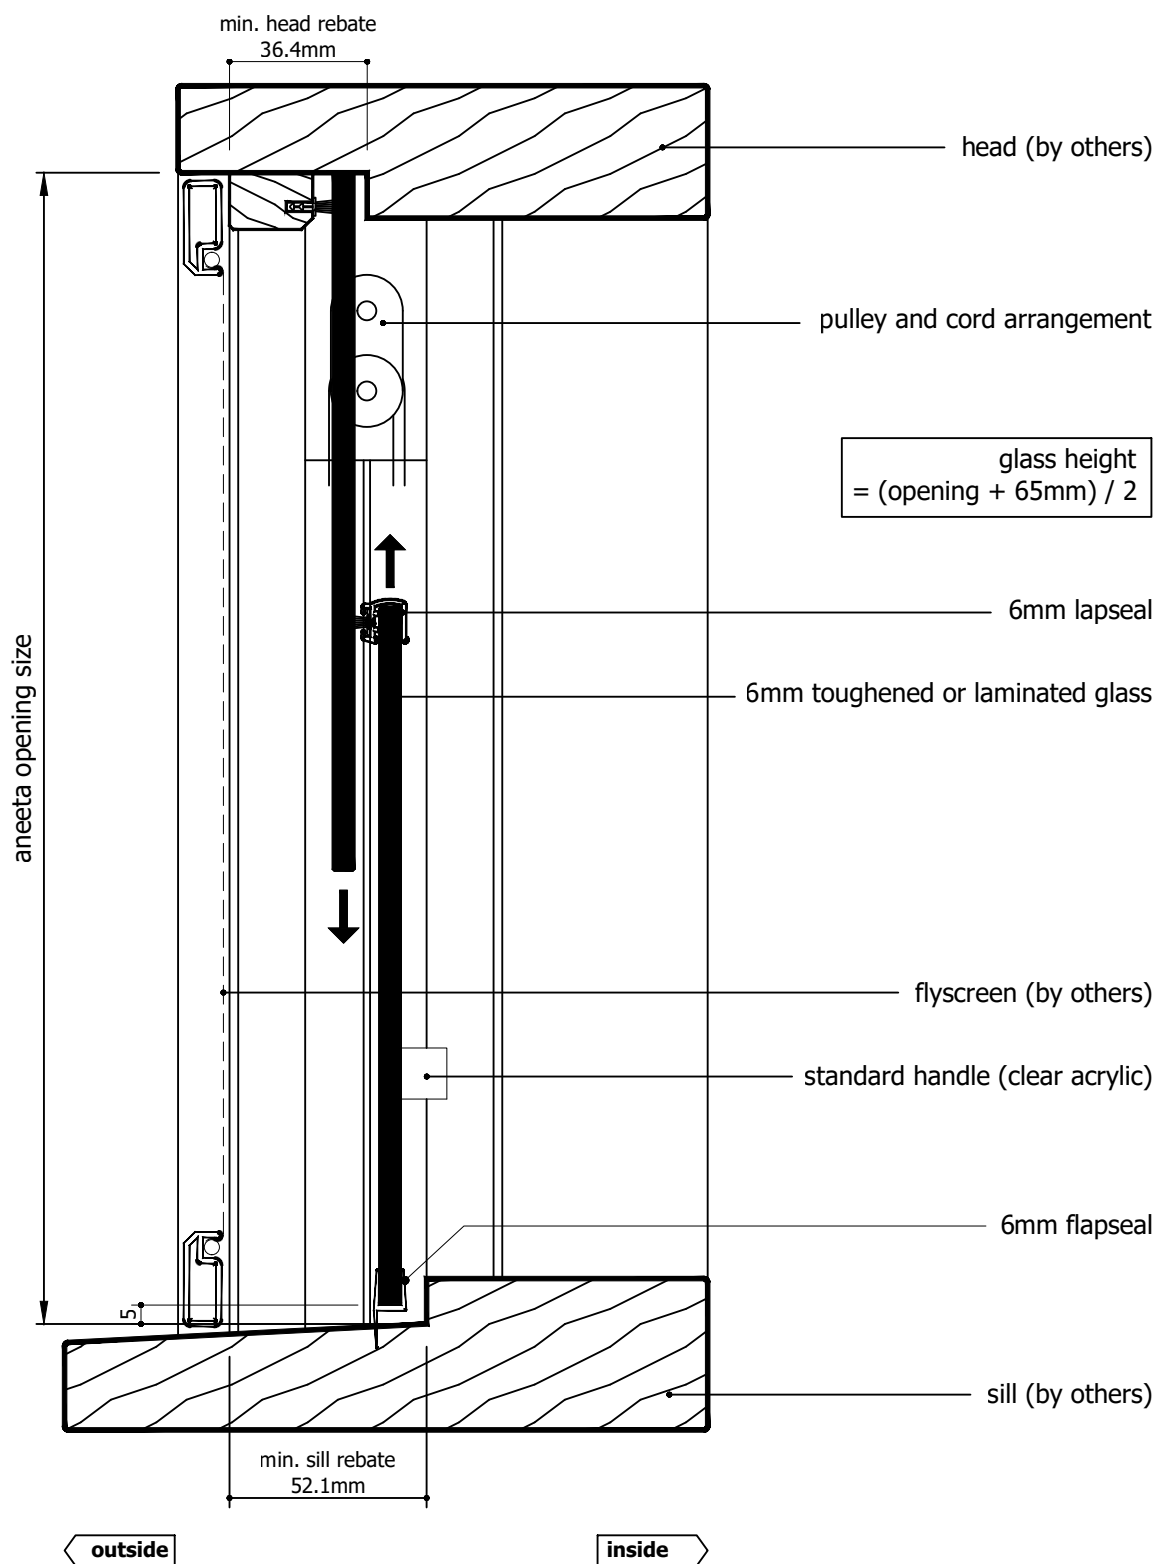 min. head rebate
36.4mm
head (by others)
pulley and cord arrangement
glass height
= (opening + 65mm) / 2
6mm lapseal
6mm toughened or laminated glass
aneeta opening size
flyscreen (by others)
standard handle (clear acrylic)
6mm flapseal
5
sill (by others)
min. sill rebate
52.1mm
outside
inside